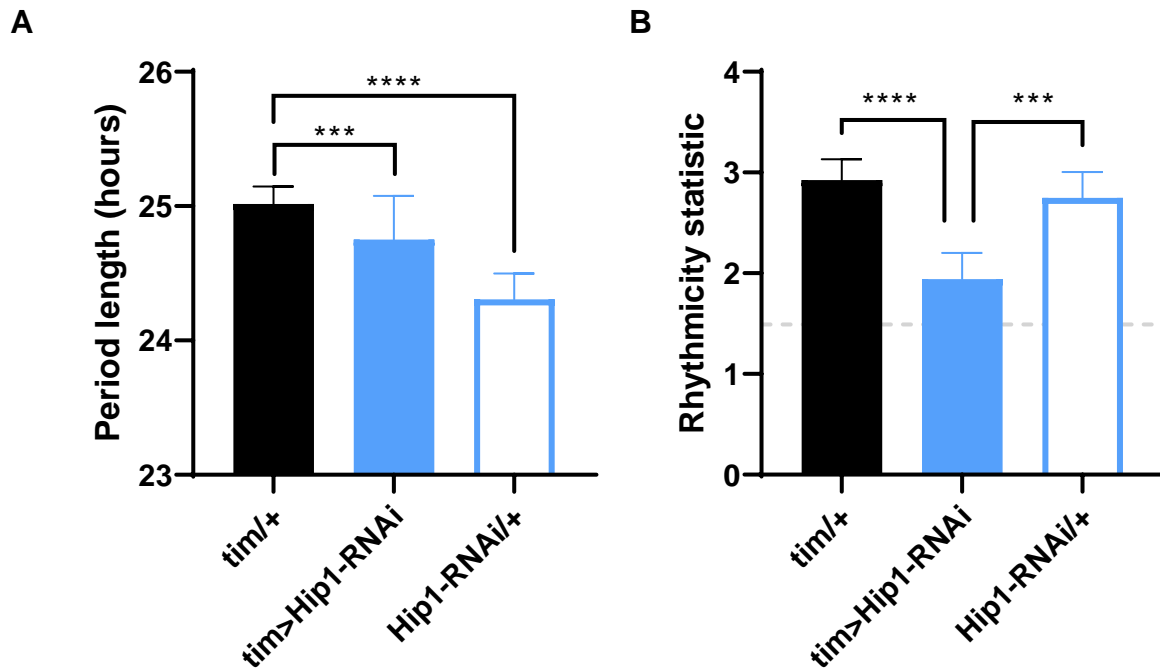 A
Period length (hours)
26
25
24
23
****
***
tim/+
tim>Hip1-RNAi
Hip1-RNAi/+
B
Rhythmicity statistic
4
3
2
1
0
****
***
tim/+
tim>Hip1-RNAi
Hip1-RNAi/+